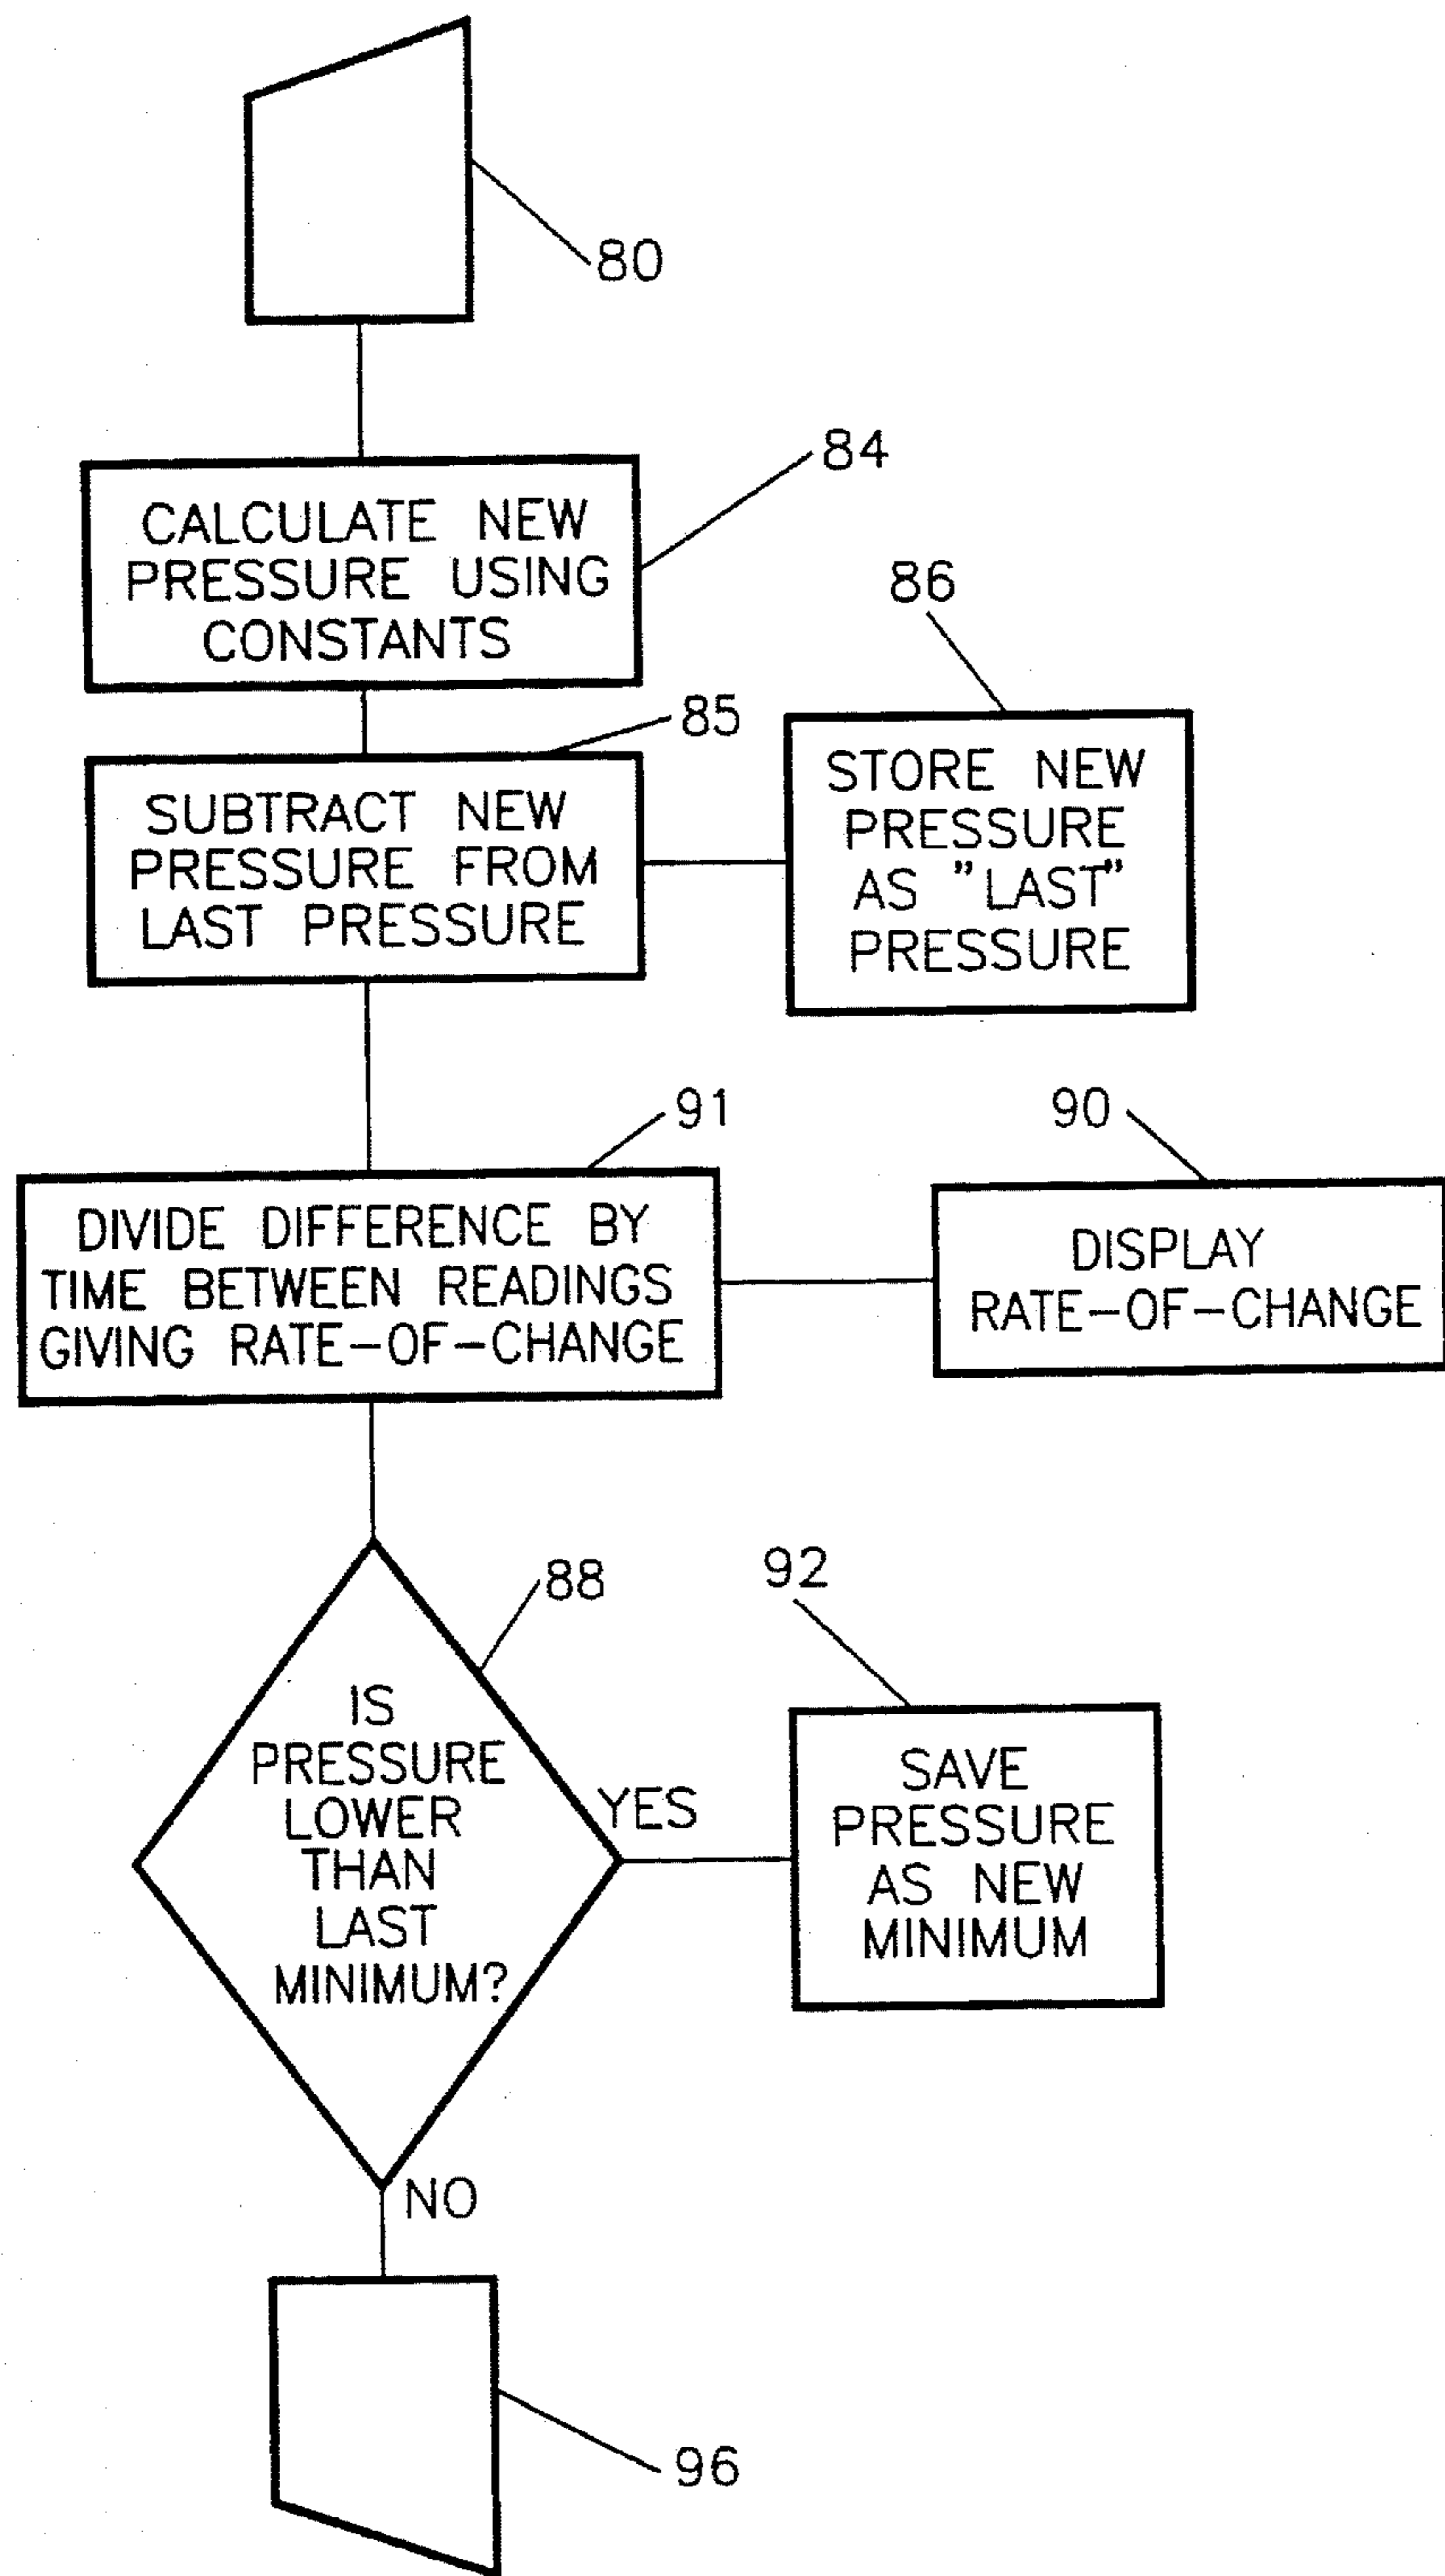 80
84
CALCULATE NEW
PRESSURE USING
CONSTANTS
86
85
SUBTRACT NEW
PRESSURE FROM
LAST PRESSURE
STORE NEW
PRESSURE
AS "LAST"
PRESSURE
91
90
DIVIDE DIFFERENCE BY
TIME BETWEEN READINGS
GIVING RATE-OF-CHANGE
DISPLAY
RATE-OF-CHANGE
88
92
IS
PRESSURE
LOWER
THAN
LAST
MINIMUM?
YES
SAVE
PRESSURE
AS NEW
MINIMUM
NO
96